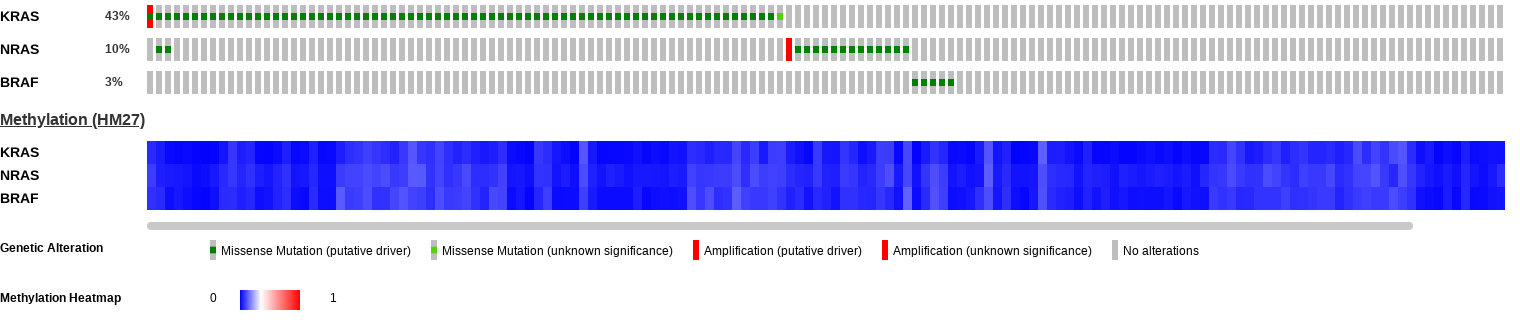 KRAS 43%
NRAS 10%
BRAF 3%
Methylation (HM27)
KRAS
NRAS
BRAF
Genetic Alteration Missense Mutation (putative driver) Missense Mutation (unknown significance) Amplification (putative driver) Amplification (unknown significance) No alterations
Methylation Heatmap 0 1